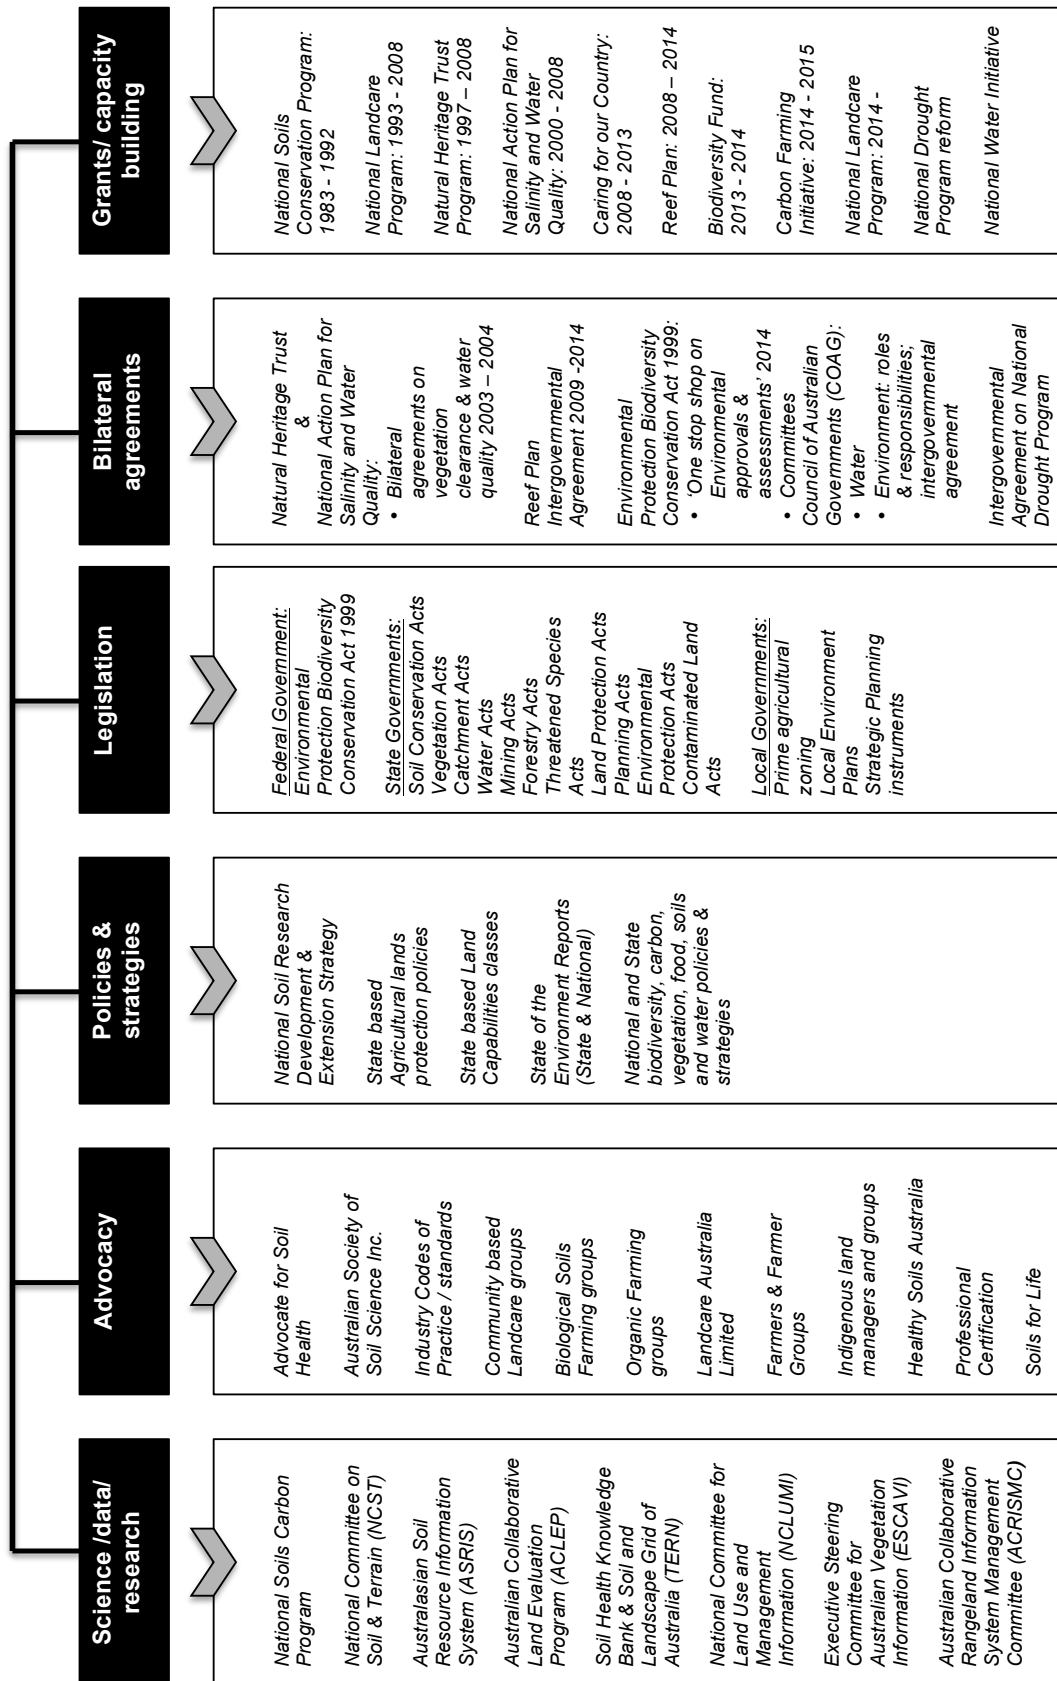 Science /data/
research
National Soils Carbon
Program
National Committee on
Soil & Terrain (NCST)
Australasian Soil
Resource Information
System (ASRIS)
Australian Collaborative
Land Evaluation
Program (ACLEP)
Soil Health Knowledge
Bank & Soil and
Landscape Grid of
Australia (TERN)
National Committee for
Land Use and
Management
Information (NCLUMI)
Executive Steering
Committee for
Australian Vegetation
Information (ESCAVI)
Australian Collaborative
Rangeland Information
System Management
Committee (ACRISMC)
Advocacy
Advocate for Soil
Health
Australian Society of
Soil Science Inc.
Industry Codes of
Practice / standards
Community based
Landcare groups
Biological Soils
Farming groups
Organic Farming
groups
Landcare Australia
Limited
Farmers & Farmer
Groups
Indigenous land
managers and groups
Healthy Soils Australia
Professional
Certification
Soils for Life
Policies &
strategies
National Soil Research
Development &
Extension Strategy
State based
Agricultural lands
protection policies
State based Land
Capabilities classes
State of the
Environment Reports
(State & National)
National and State
biodiversity, carbon,
vegetation, food, soils
and water policies &
strategies
Legislation
Federal Government:
Environmental
Protection Biodiversity
Conservation Act 1999
State Governments:
Soil Conservation Acts
Vegetation Acts
Catchment Acts
Water Acts
Mining Acts
Forestry Acts
Threatened Species
Acts
Land Protection Acts
Planning Acts
Environmental
Protection Acts
Contaminated Land
Acts
Local Governments:
Prime agricultural
zoning
Local Environment
Plans
Strategic Planning
instruments
Bilateral
agreements
Natural Heritage Trust
&
National Action Plan for
Salinity and Water
Quality:
• Bilateral
agreements on
vegetation
clearance & water
quality 2003 – 2004
Reef Plan
Intergovernmental
Agreement 2009 -2014
Environmental
Protection Biodiversity
Conservation Act 1999:
• 'One stop shop on
Environmental
approvals &
assessments' 2014
• Committees
Council of Australian
Governments (COAG):
• Water
• Environment: roles
& responsibilities;
intergovernmental
agreement
Intergovernmental
Agreement on National
Drought Program
Grants/ capacity
building
National Soils
Conservation Program:
1983 - 1992
National Landcare
Program: 1993 - 2008
Natural Heritage Trust
Program: 1997 – 2008
National Action Plan for
Salinity and Water
Quality: 2000 - 2008
Caring for our Country:
2008 - 2013
Reef Plan: 2008 – 2014
Biodiversity Fund:
2013 - 2014
Carbon Farming
Initiative: 2014 - 2015
National Landcare
Program: 2014 -
National Drought
Program reform
National Water Initiative